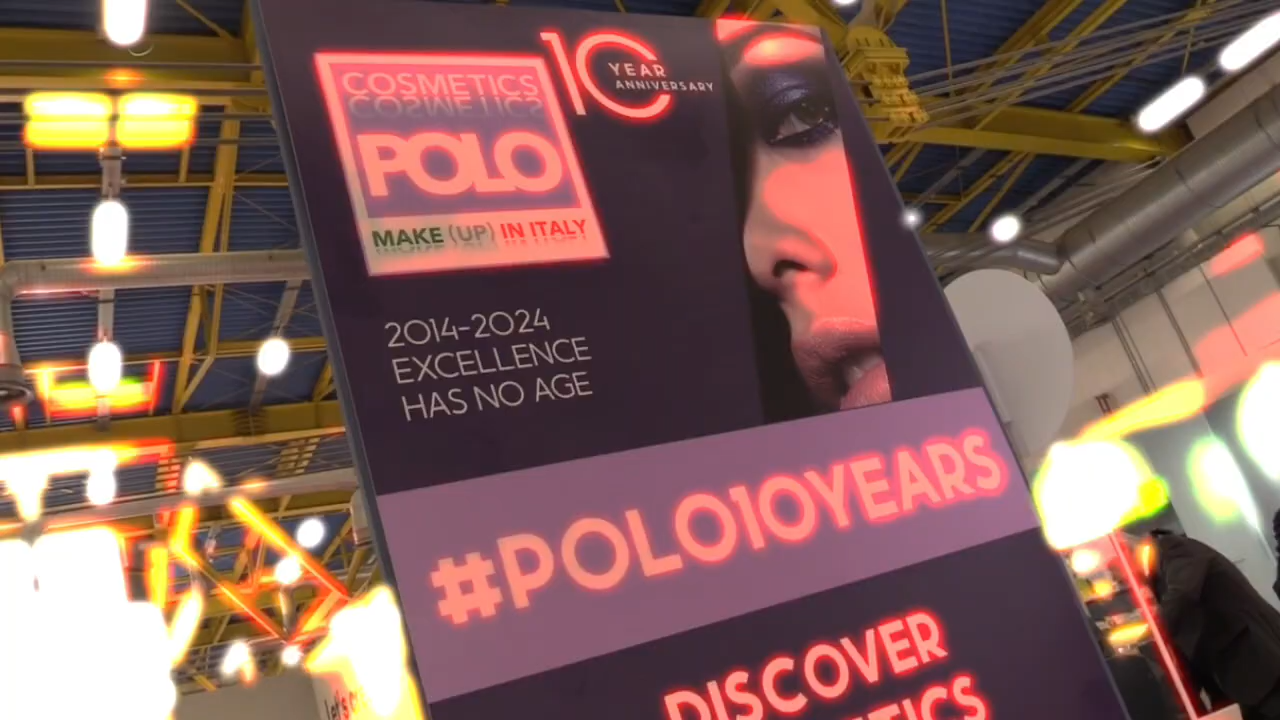 COSMETICS
POLO
MAKE (UP) IN ITALY
10
YEAR
ANNIVERSARY
2014-2024
EXCELLENCE
HAS NO AGE
#POLO10YEARS
DISCOVER